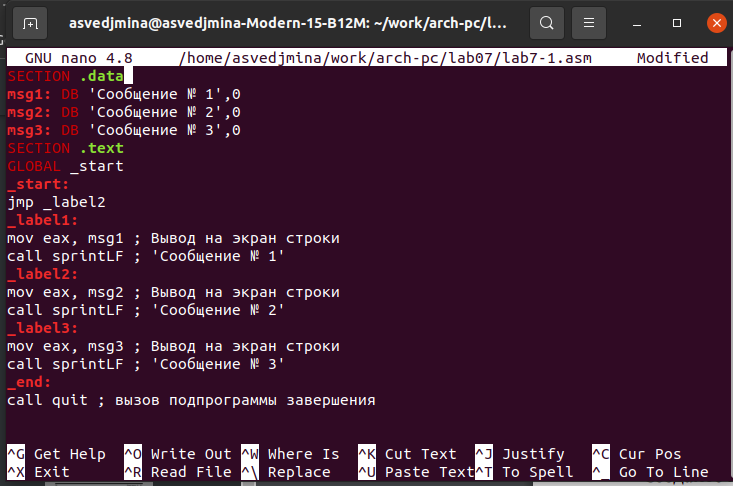 asvedjmina@asvedjmina-Modern-15-B12M: ~/work/arch-pc/l...
GNU nano 4.8 /home/asvedjmina/work/arch-pc/lab07/lab7-1.asm Modified
SECTION .data
msg1: DB 'Сообщение № 1',0
msg2: DB 'Сообщение № 2',0
msg3: DB 'Сообщение № 3',0
SECTION .text
GLOBAL _start
_start:
jmp _label2
_label1:
mov eax, msg1 ; Вывод на экран строки
call sprintLF ; 'Сообщение № 1'
_label2:
mov eax, msg2 ; Вывод на экран строки
call sprintLF ; 'Сообщение № 2'
_label3:
mov eax, msg3 ; Вывод на экран строки
call sprintLF ; 'Сообщение № 3'
_end:
call quit ; вызов подпрограммы завершения
^G Get Help ^O Write Out ^W Where Is ^K Cut Text ^J Justify ^C Cur Pos
^X Exit ^R Read File ^\ Replace ^U Paste Text ^T To Spell ^_ Go To Line